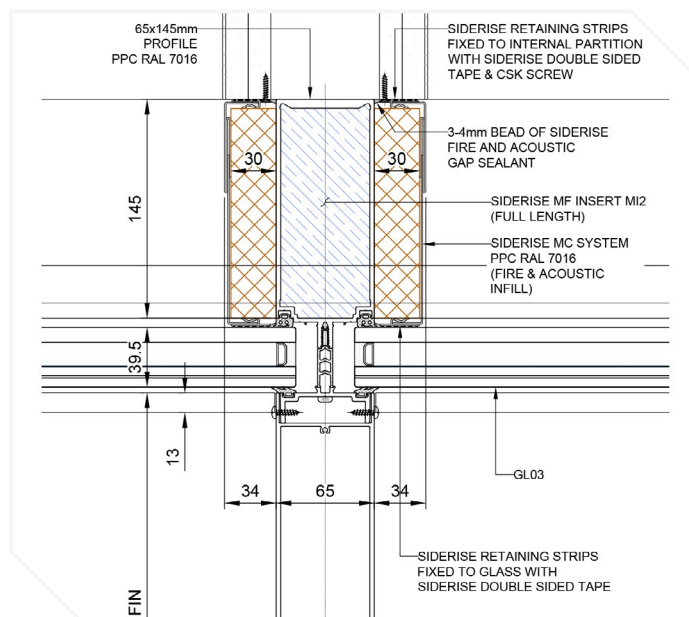 65x145mm
PROFILE
PPC RAL 7016
SIDERISE RETAINING STRIPS
FIXED TO INTERNAL PARTITION
WITH SIDERISE DOUBLE SIDED
TAPE & CSK SCREW
3-4mm BEAD OF SIDERISE
FIRE AND ACOUSTIC
GAP SEALANT
30
30
145
SIDERISE MF INSERT MI2
(FULL LENGTH)
SIDERISE MC SYSTEM
PPC RAL 7016
(FIRE & ACOUSTIC
INFILL)
39.5
13
GL03
34
65
34
SIDERISE RETAINING STRIPS
FIXED TO GLASS WITH
SIDERISE DOUBLE SIDED TAPE
FIN